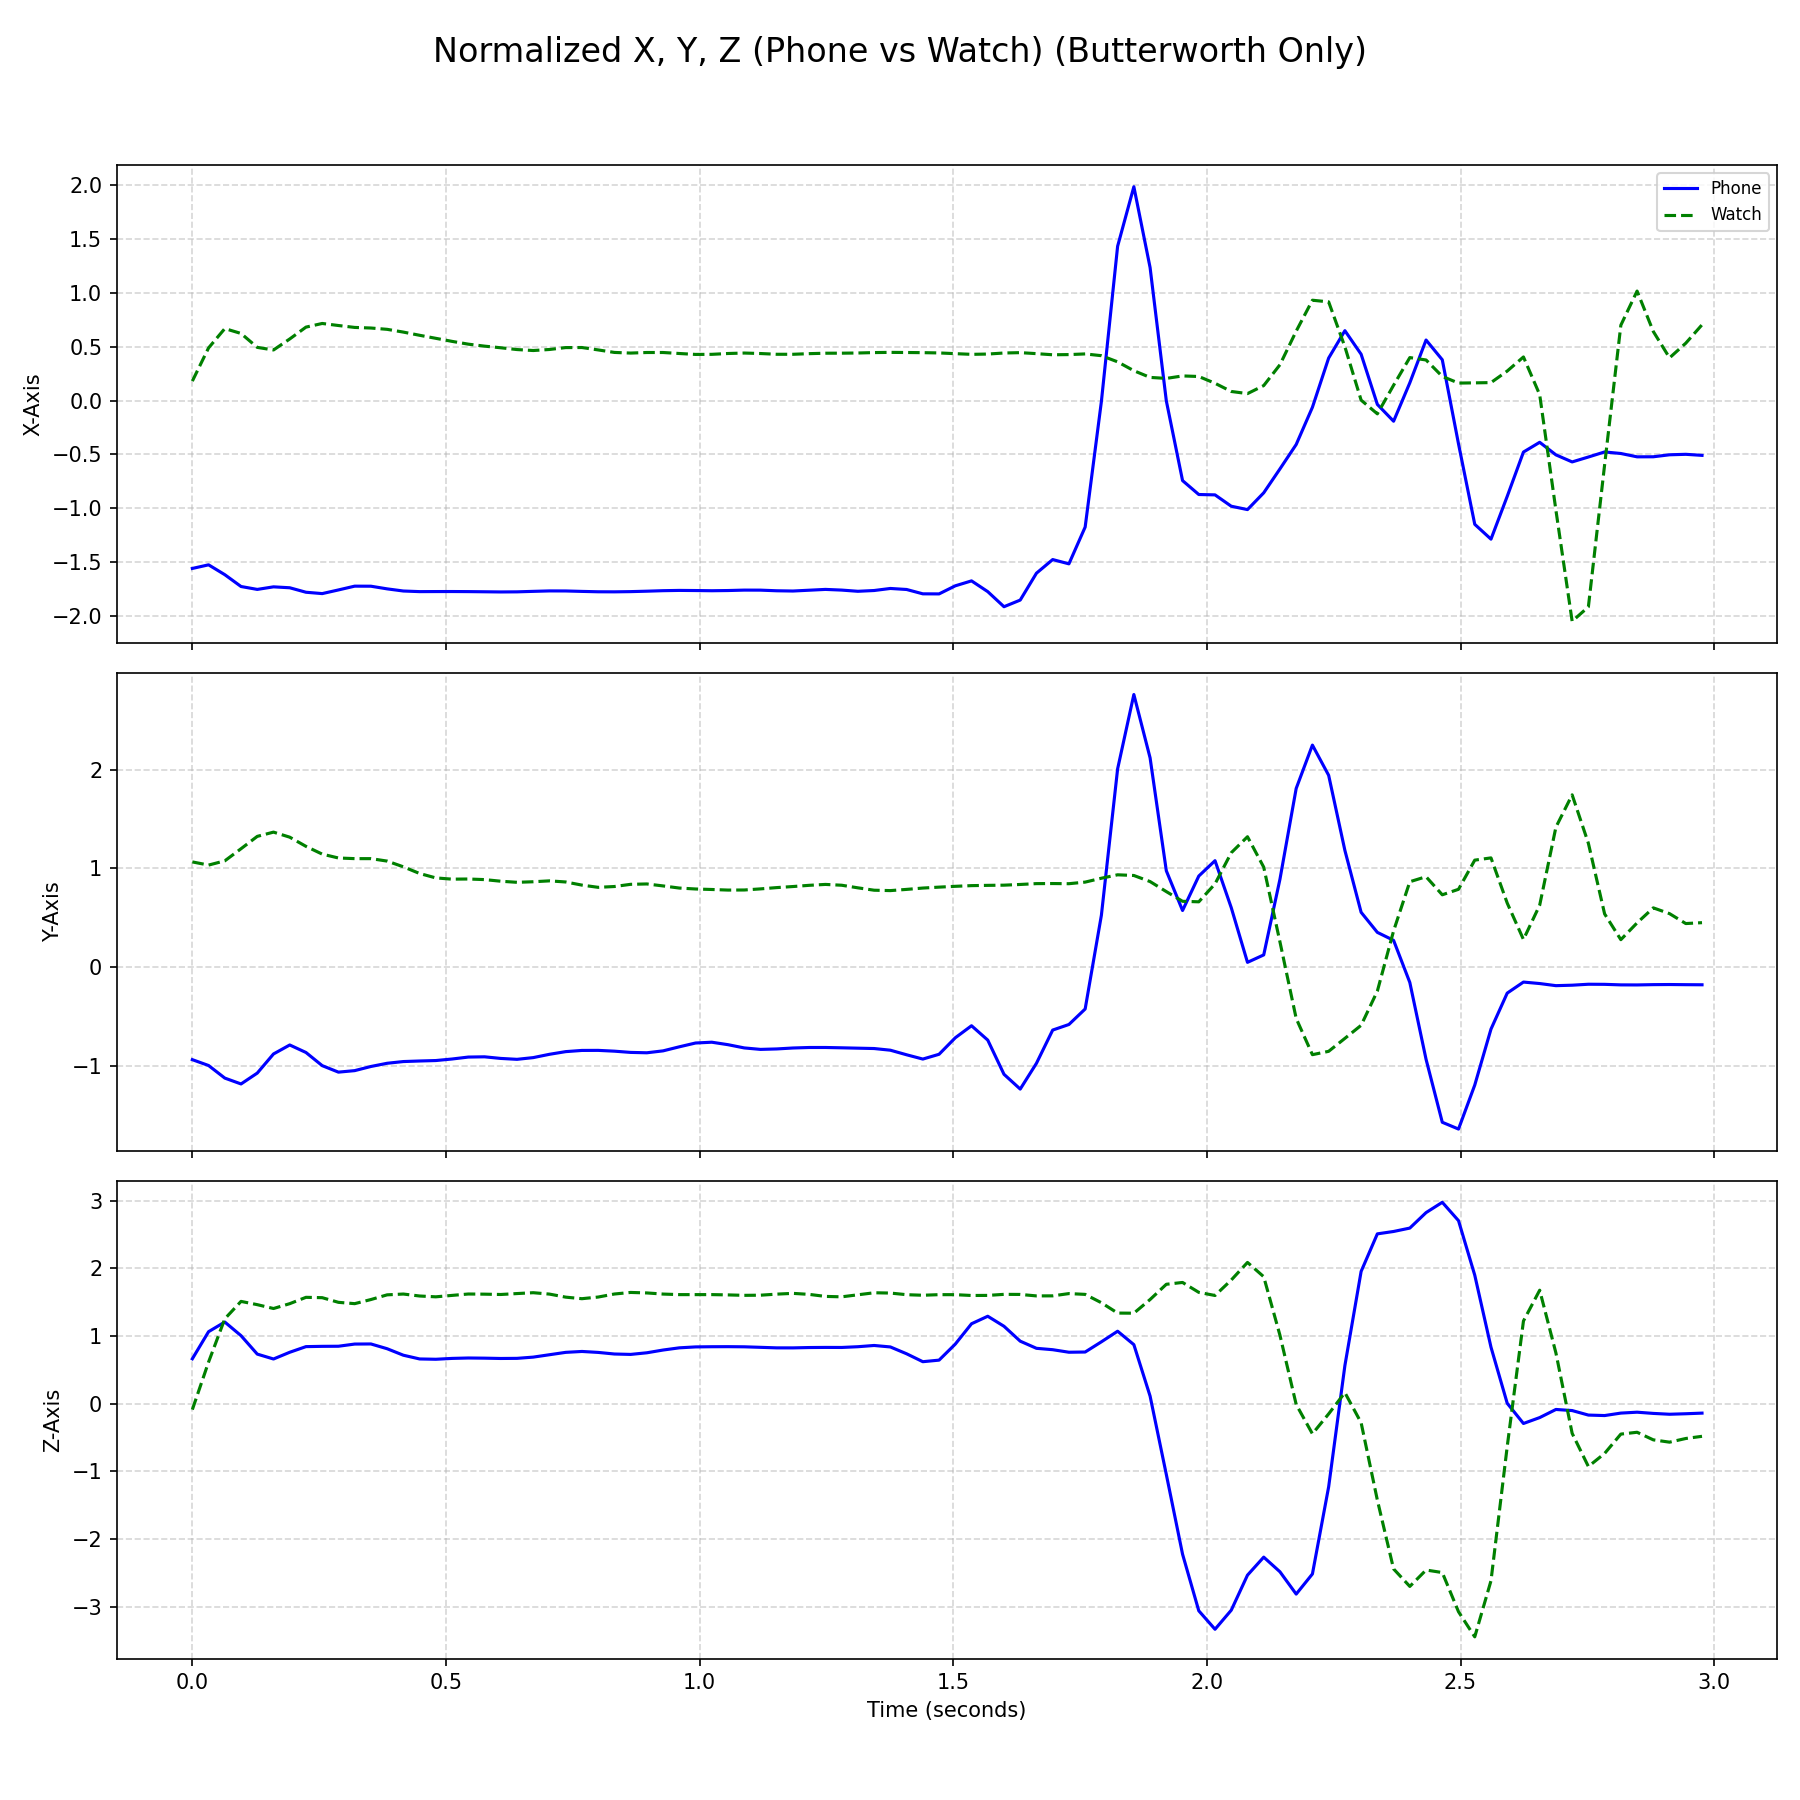 Normalized X, Y, Z (Phone vs Watch) (Butterworth Only)
Phone
Watch
X-Axis
2.0
1.5
1.0
0.5
0.0
−0.5
−1.0
−1.5
−2.0
Y-Axis
2
1
0
−1
Z-Axis
3
2
1
0
−1
−2
−3
0.0 0.5 1.0 1.5 2.0 2.5 3.0
Time (seconds)